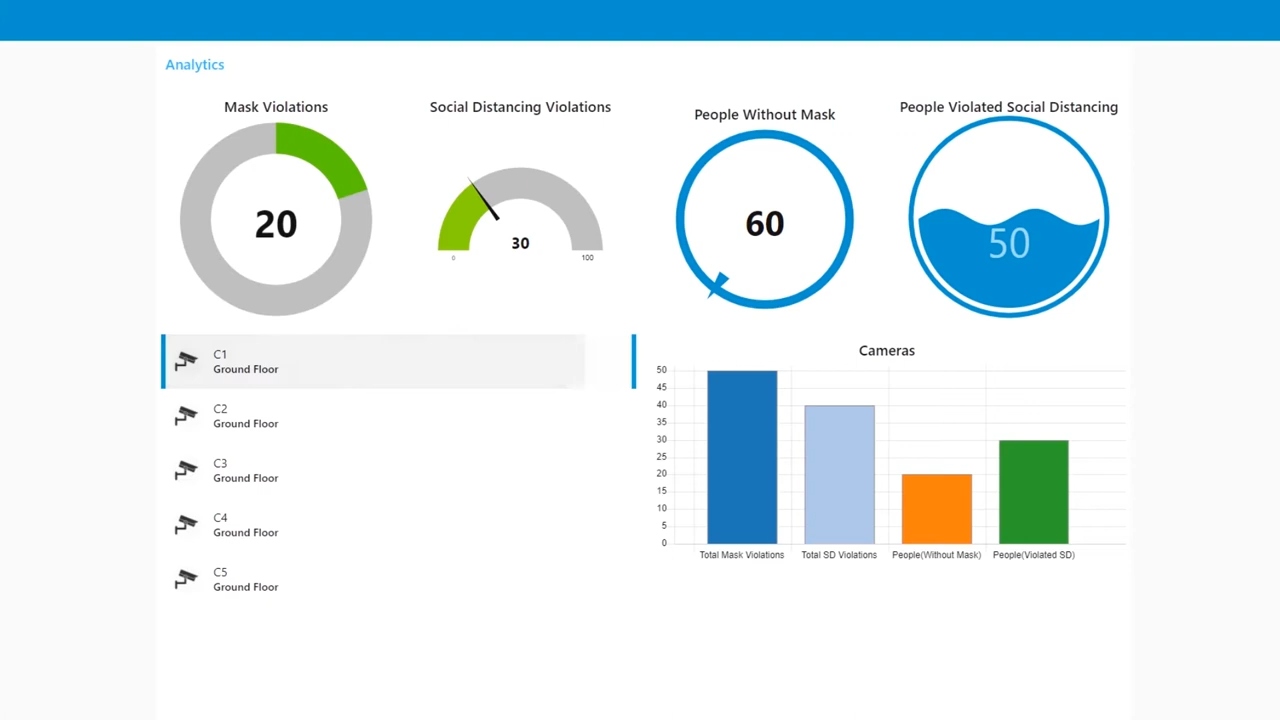 Analytics
Mask Violations
Social Distancing Violations
People Without Mask
People Violated Social Distancing
20
30
0
100
60
50
C1
Ground Floor
C2
Ground Floor
C3
Ground Floor
C4
Ground Floor
C5
Ground Floor
Cameras
50
45
40
35
30
25
20
15
10
5
0
Total Mask Violations
Total SD Violations
People(Without Mask)
People(Violated SD)